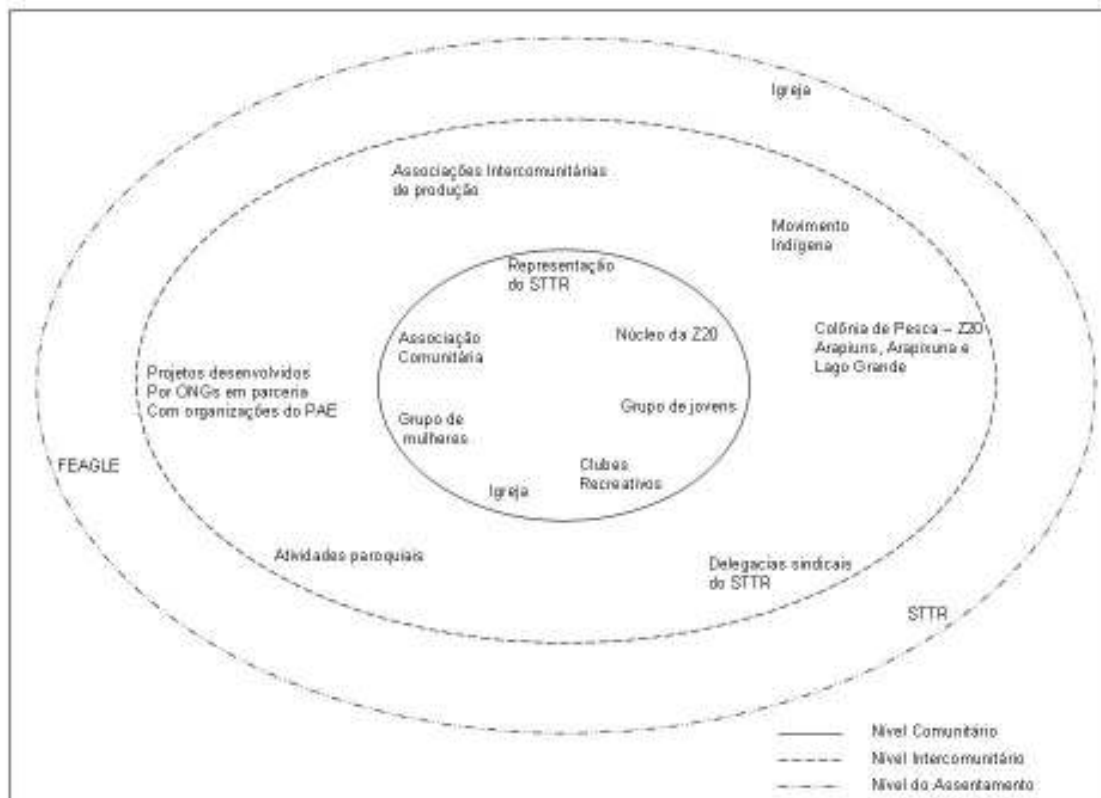 Igreja
Associações Intercomunitárias
de produção
Movimento
Indígena
Representação
do STTR
Núcleo da Z20
Associação
Comunitária
Colônia de Pesca – Z20
Arapiuns, Arapixuna e
Lago Grande
Projetos desenvolvidos
Por ONGs em parceria
Com organizações do PAE
Grupo de jovens
Grupo de
mulheres
FEAGLE
Clubes
Recreativos
Igreja
Atividades paroquiais
Delegacias sindicais
do STTR
STTR
Nível Comunitário
Nível Intercomunitário
Nível do Assentamento